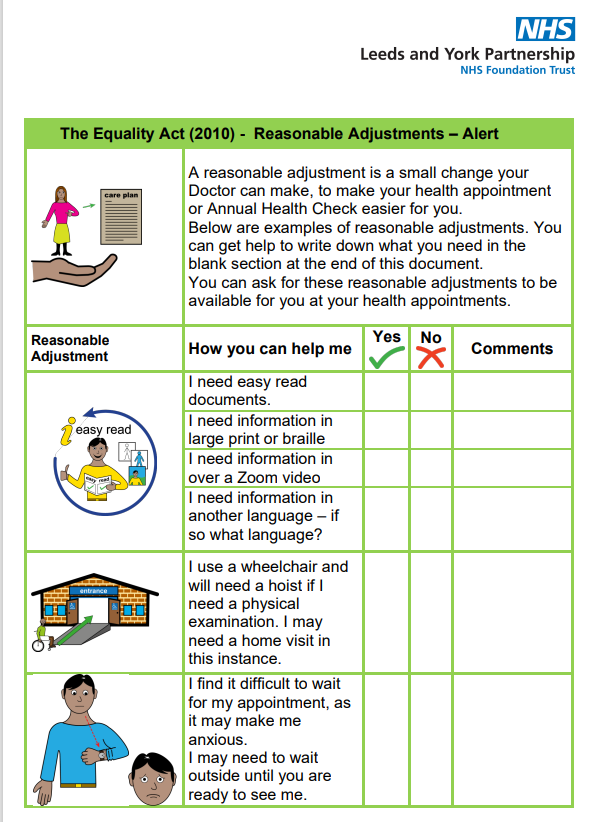 NHS
Leeds and York Partnership
NHS Foundation Trust
The Equality Act (2010) - Reasonable Adjustments – Alert
care plan
A reasonable adjustment is a small change your
Doctor can make, to make your health appointment
or Annual Health Check easier for you.
Below are examples of reasonable adjustments. You
can get help to write down what you need in the
blank section at the end of this document.
You can ask for these reasonable adjustments to be
available for you at your health appointments.
Reasonable
Adjustment
How you can help me
Yes
No
Comments
i
easy read
easy read
I need easy read
documents.
I need information in
large print or braille
I need information in
over a Zoom video
I need information in
another language – if
so what language?
entrance
I use a wheelchair and
will need a hoist if I
need a physical
examination. I may
need a home visit in
this instance.
I find it difficult to wait
for my appointment, as
it may make me
anxious.
I may need to wait
outside until you are
ready to see me.